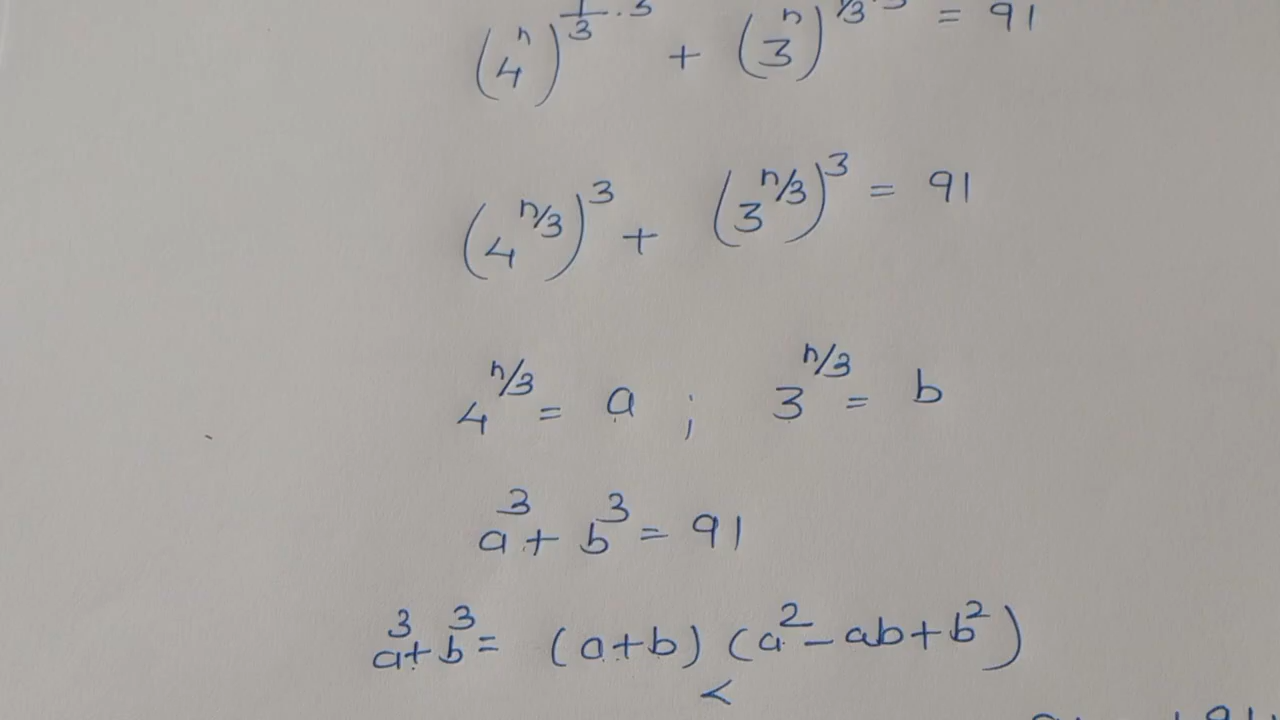 (4^n)^{1/3 · 3} + (3^n)^{1/3 · 3} = 91
(4^{n/3})^3 + (3^{n/3})^3 = 91
4^{n/3} = a ; 3^{n/3} = b
a^3 + b^3 = 91
a^3 + b^3 = (a+b) (a^2 - ab + b^2)
<